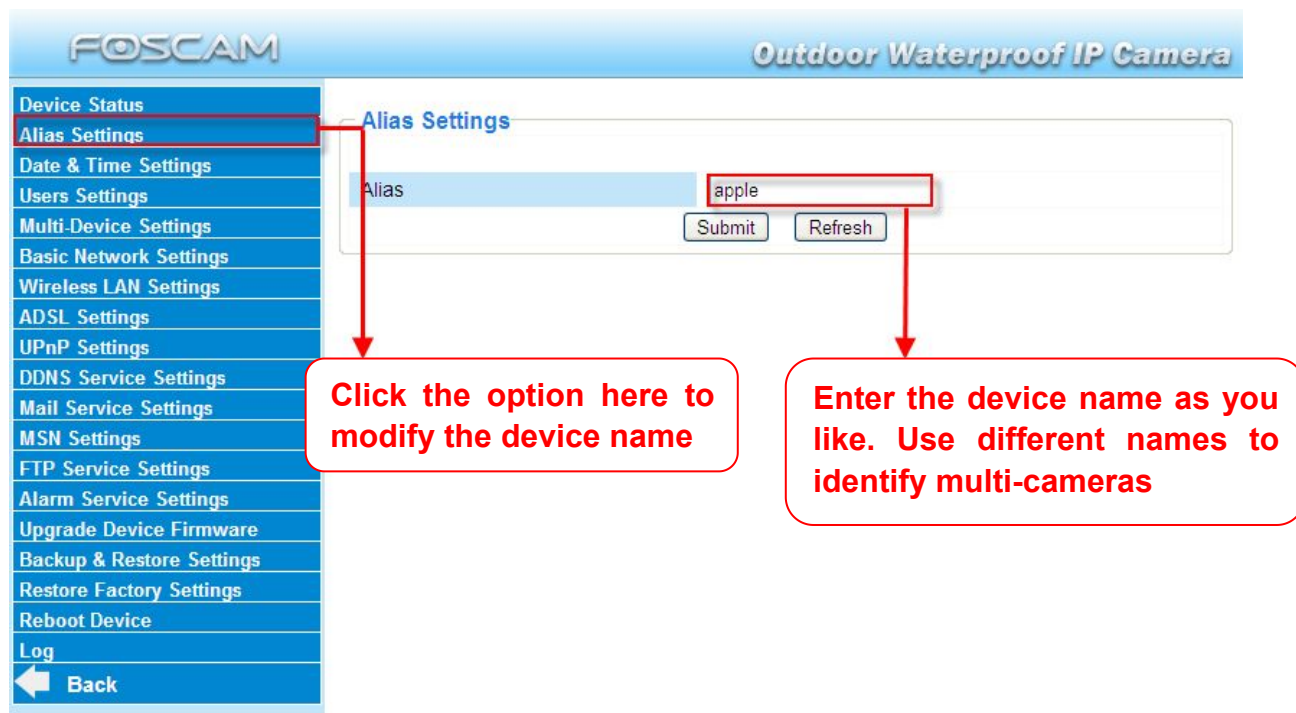 FOSCAM
Outdoor Waterproof IP Camera
Device Status
Alias Settings
Date & Time Settings
Users Settings
Multi-Device Settings
Basic Network Settings
Wireless LAN Settings
ADSL Settings
UPnP Settings
DDNS Service Settings
Mail Service Settings
MSN Settings
FTP Service Settings
Alarm Service Settings
Upgrade Device Firmware
Backup & Restore Settings
Restore Factory Settings
Reboot Device
Log
Back
Alias Settings
Alias apple
Submit Refresh
Click the option here to
modify the device name
Enter the device name as you
like. Use different names to
identify multi-cameras